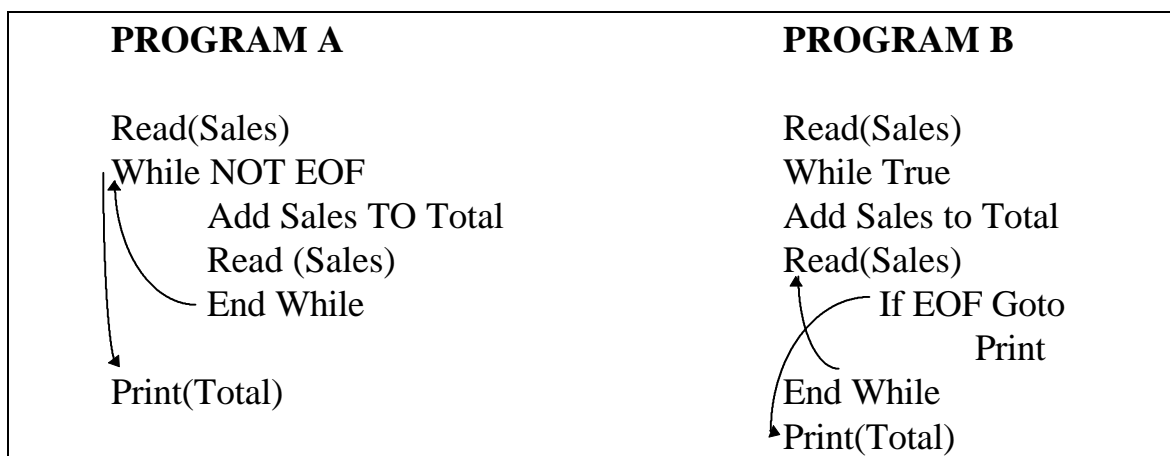 PROGRAM A
Read(Sales)
While NOT EOF
Add Sales TO Total
Read (Sales)
End While
Print(Total)
PROGRAM B
Read(Sales)
While True
Add Sales to Total
Read(Sales)
If EOF Goto
Print
End While
Print(Total)